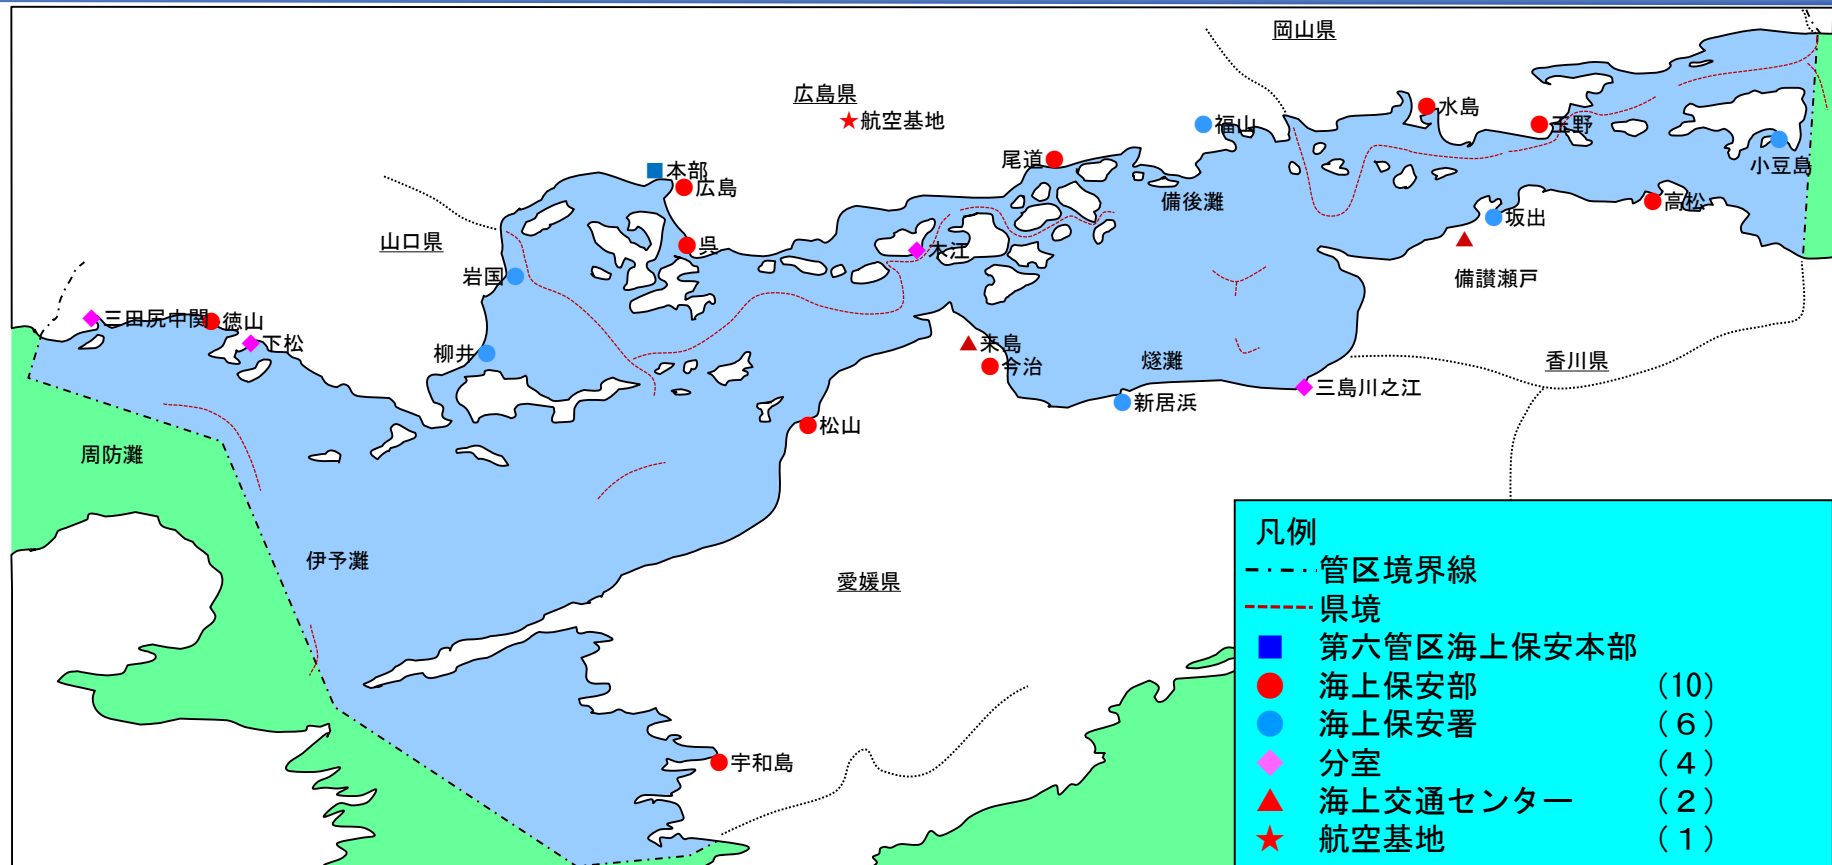 岡山県
広島県
航空基地
水島
福山
玉野
尾道
小豆島
本部
広島
備後灘
高松
坂出
山口県
呉
大江
岩国
備讃瀬戸
三田尻中関
徳山
下松
来島
柳井
今治
燧灘
香川県
三島川之江
新居浜
松山
周防灘
伊予灘
愛媛県
宇和島
凡例
管区境界線
県境
第六管区海上保安本部
海上保安部 (10)
海上保安署 (6)
分室 (4)
海上交通センター (2)
航空基地 (1)